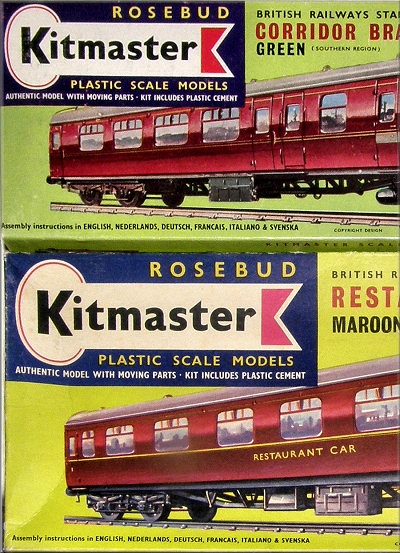 ROSEBUD
Kitmaster
PLASTIC SCALE MODELS
AUTHENTIC MODEL WITH MOVING PARTS · KIT INCLUDES PLASTIC CEMENT
BRITISH RAILWAYS STA
CORRIDOR BRA
GREEN (SOUTHERN REGION)
Assembly instructions in ENGLISH, NEDERLANDS, DEUTSCH, FRANCAIS, ITALIANO & SVENSKA
COPYRIGHT DESIGN
KITMASTER SCAL
ROSEBUD
Kitmaster
PLASTIC SCALE MODELS
AUTHENTIC MODEL WITH MOVING PARTS · KIT INCLUDES PLASTIC CEMENT
BRITISH R
RESTA
MAROON
RESTAURANT CAR
Assembly instructions in ENGLISH, NEDERLANDS, DEUTSCH, FRANCAIS, ITALIANO & SVENSKA